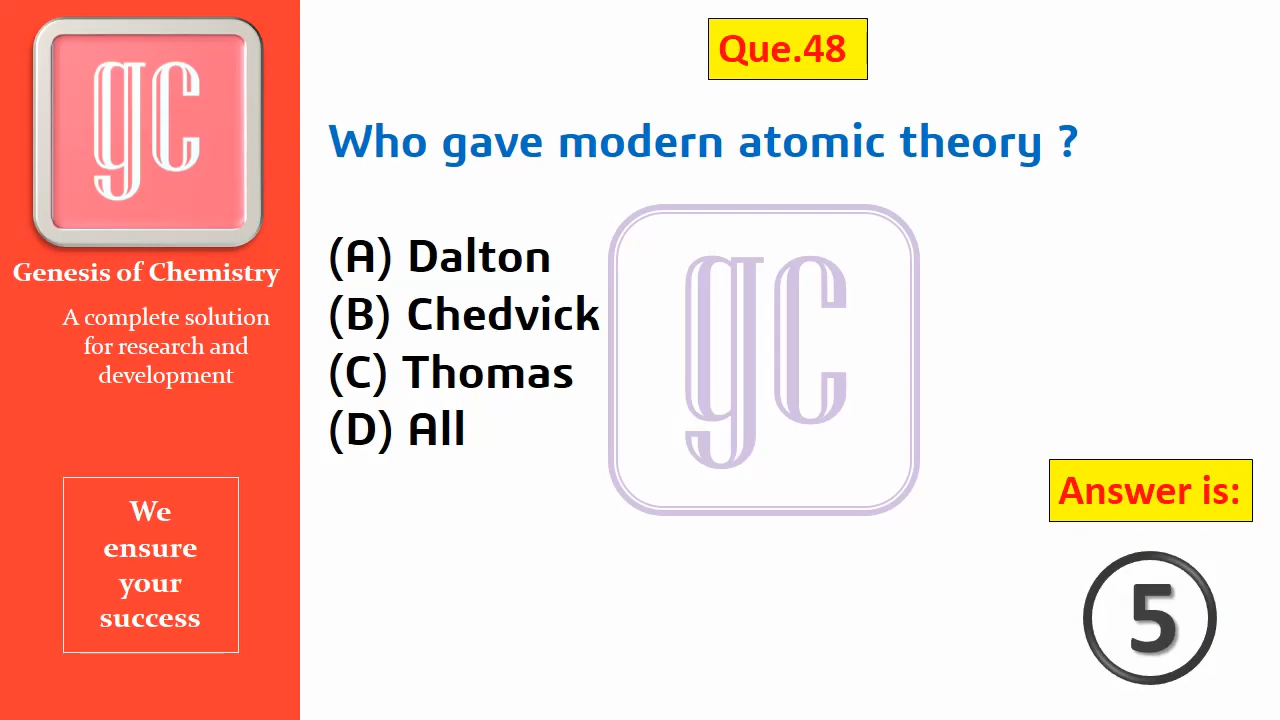 gc
Genesis of Chemistry
A complete solution
for research and
development
We
ensure
your
success
Que.48
Who gave modern atomic theory ?
(A) Dalton
(B) Chedvick
(C) Thomas
(D) All
gc
Answer is:
5